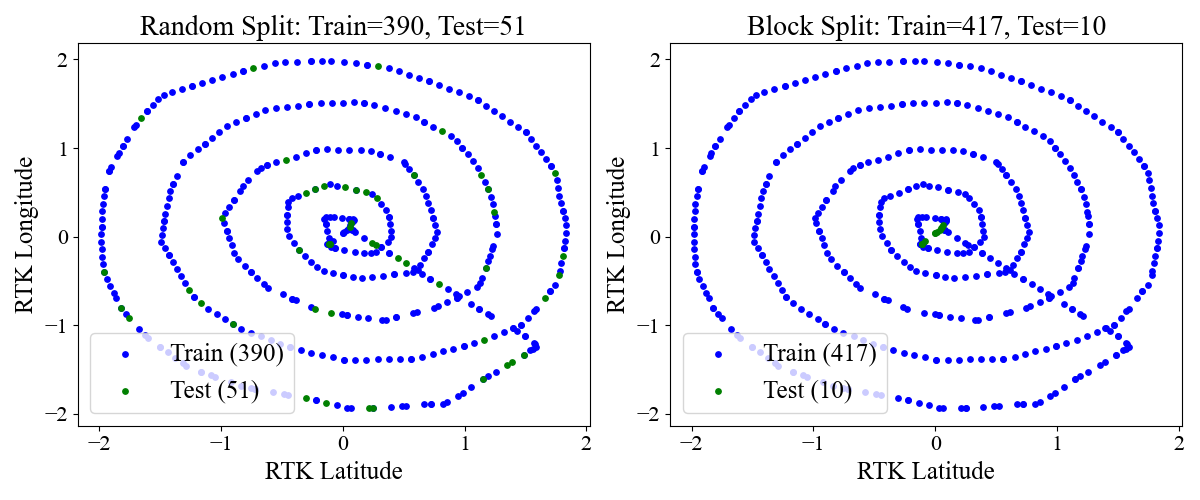 Random Split: Train=390, Test=51
2
1
0
−1
−2
RTK Longitude
Train (390)
Test (51)
−2
−1
0
1
2
RTK Latitude
Block Split: Train=417, Test=10
2
1
0
−1
−2
RTK Longitude
Train (417)
Test (10)
−2
−1
0
1
2
RTK Latitude